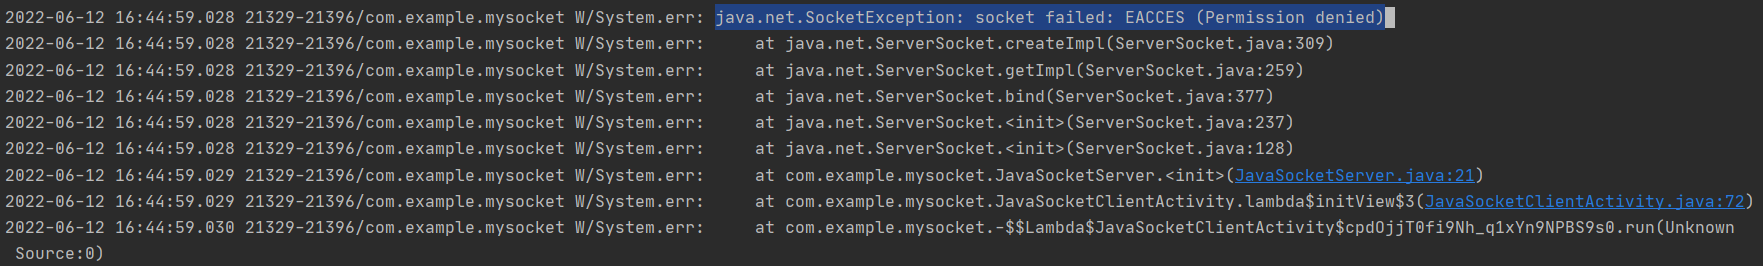 2022-06-12 16:44:59.028 21329-21396/com.example.mysocket W/System.err: java.net.SocketException: socket failed: EACCES (Permission denied)
2022-06-12 16:44:59.028 21329-21396/com.example.mysocket W/System.err:     at java.net.ServerSocket.createImpl(ServerSocket.java:309)
2022-06-12 16:44:59.028 21329-21396/com.example.mysocket W/System.err:     at java.net.ServerSocket.getImpl(ServerSocket.java:259)
2022-06-12 16:44:59.028 21329-21396/com.example.mysocket W/System.err:     at java.net.ServerSocket.bind(ServerSocket.java:377)
2022-06-12 16:44:59.028 21329-21396/com.example.mysocket W/System.err:     at java.net.ServerSocket.<init>(ServerSocket.java:237)
2022-06-12 16:44:59.028 21329-21396/com.example.mysocket W/System.err:     at java.net.ServerSocket.<init>(ServerSocket.java:128)
2022-06-12 16:44:59.029 21329-21396/com.example.mysocket W/System.err:     at com.example.mysocket.JavaSocketServer.<init>(JavaSocketServer.java:21)
2022-06-12 16:44:59.029 21329-21396/com.example.mysocket W/System.err:     at com.example.mysocket.JavaSocketClientActivity.lambda$initView$3(JavaSocketClientActivity.java:72)
2022-06-12 16:44:59.030 21329-21396/com.example.mysocket W/System.err:     at com.example.mysocket.-$$Lambda$JavaSocketClientActivity$cpdOjjT0fi9Nh_q1xYn9NPBS9s0.run(Unknown
Source:0)